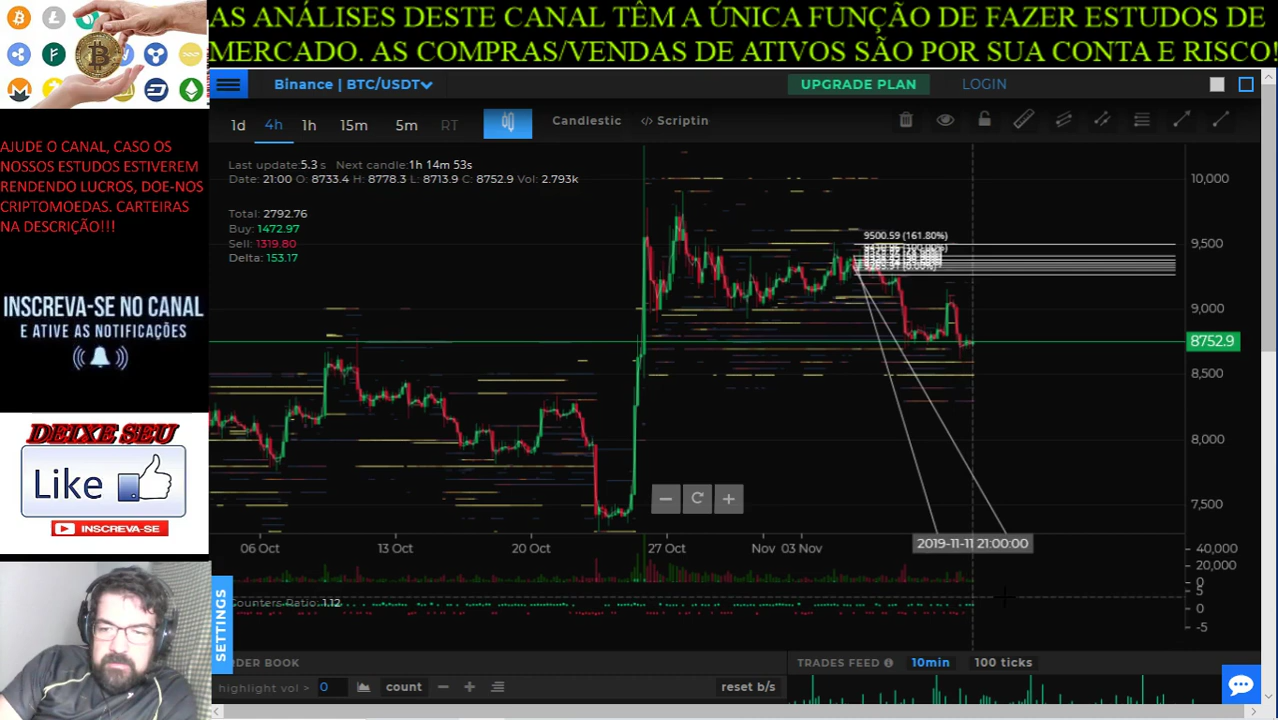 AS ANÁLISES DESTE CANAL TÊM A ÚNICA FUNÇÃO DE FAZER ESTUDOS DE
MERCADO. AS COMPRAS/VENDAS DE ATIVOS SÃO POR SUA CONTA E RISCO!
AJUDE O CANAL, CASO OS
NOSSOS ESTUDOS ESTIVEREM
RENDENDO LUCROS, DOE-NOS
CRIPTOMOEDAS. CARTEIRAS
NA DESCRIÇÃO!!!
INSCREVA-SE NO CANAL
E ATIVE AS NOTIFICAÇÕES
DEIXE SEU
Like
INSCREVA-SE
Binance | BTC/USDT
UPGRADE PLAN
LOGIN
1d 4h 1h 15m 5m RT
Candlestic
</> Scriptin
Last update:5.3 s Next candle:1h 14m 53s
Date: 21:00 O: 8733.4 H: 8778.3 L: 8713.9 C: 8752.9 Vol: 2.793k
Total: 2792.76
Buy: 1472.97
Sell: 1319.80
Delta: 153.17
9500.59 (161.80%)
10,000
9,500
9,000
8752.9
8,500
8,000
7,500
06 Oct 13 Oct 20 Oct 27 Oct Nov 03 Nov
2019-11-11 21:00:00
40,000
20,000
0
5
0
-5
Counters Ratio: 1.12
SETTINGS
RDER BOOK
TRADES FEED 10min 100 ticks
highlight vol > 0 count reset b/s